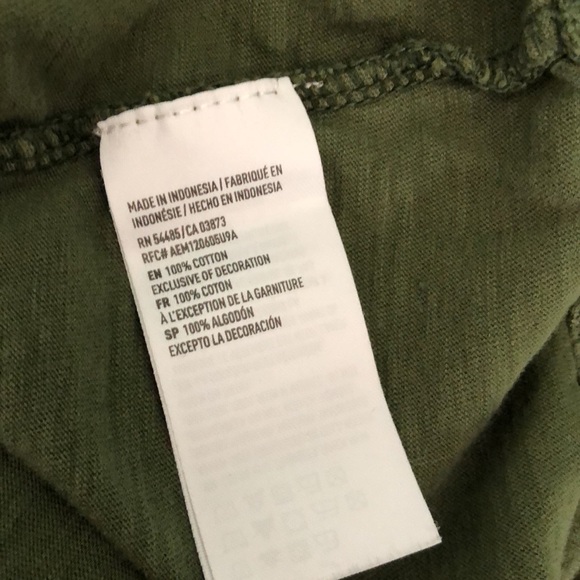 MADE IN INDONESIA / FABRIQUÉ EN
INDONÉSIE / HECHO EN INDONESIA
RN 54485 / CA 03873
RFC# AEM120605U9A
EN 100% COTTON
EXCLUSIVE OF DECORATION
FR 100% COTON
À L'EXCEPTION DE LA GARNITURE
SP 100% ALGODÓN
EXCEPTO LA DECORACIÓN